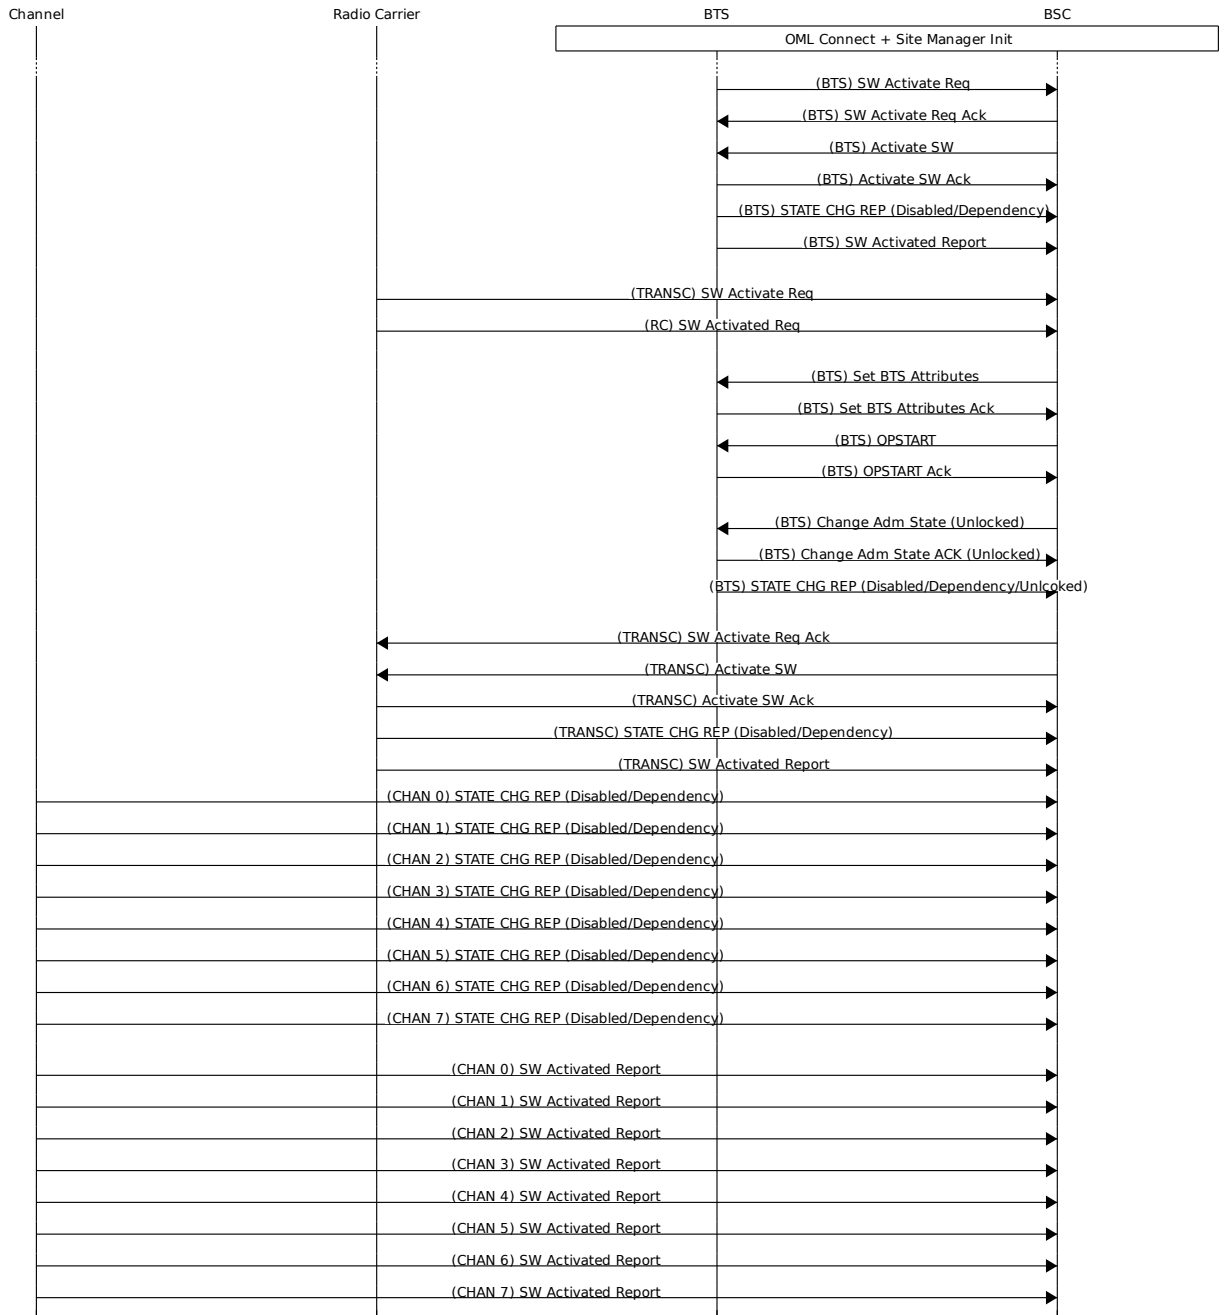 Channel
Radio Carrier
BTS
BSC
OML Connect + Site Manager Init
(BTS) SW Activate Req
(BTS) SW Activate Req Ack
(BTS) Activate SW
(BTS) Activate SW Ack
(BTS) STATE CHG REP (Disabled/Dependency)
(BTS) SW Activated Report
(TRANSC) SW Activate Req
(RC) SW Activated Req
(BTS) Set BTS Attributes
(BTS) Set BTS Attributes Ack
(BTS) OPSTART
(BTS) OPSTART Ack
(BTS) Change Adm State (Unlocked)
(BTS) Change Adm State ACK (Unlocked)
(BTS) STATE CHG REP (Disabled/Dependency/Unlcoked)
(TRANSC) SW Activate Req Ack
(TRANSC) Activate SW
(TRANSC) Activate SW Ack
(TRANSC) STATE CHG REP (Disabled/Dependency)
(TRANSC) SW Activated Report
(CHAN 0) STATE CHG REP (Disabled/Dependency)
(CHAN 1) STATE CHG REP (Disabled/Dependency)
(CHAN 2) STATE CHG REP (Disabled/Dependency)
(CHAN 3) STATE CHG REP (Disabled/Dependency)
(CHAN 4) STATE CHG REP (Disabled/Dependency)
(CHAN 5) STATE CHG REP (Disabled/Dependency)
(CHAN 6) STATE CHG REP (Disabled/Dependency)
(CHAN 7) STATE CHG REP (Disabled/Dependency)
(CHAN 0) SW Activated Report
(CHAN 1) SW Activated Report
(CHAN 2) SW Activated Report
(CHAN 3) SW Activated Report
(CHAN 4) SW Activated Report
(CHAN 5) SW Activated Report
(CHAN 6) SW Activated Report
(CHAN 7) SW Activated Report